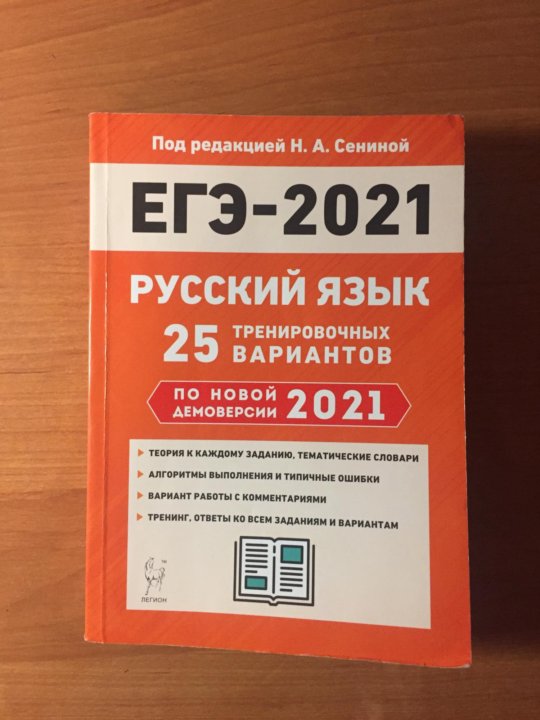 Под редакцией Н. А. Сениной
ЕГЭ-2021
РУССКИЙ ЯЗЫК
25 ТРЕНИРОВОЧНЫХ
ВАРИАНТОВ
ПО НОВОЙ
ДЕМОВЕРСИИ 2021
ТЕОРИЯ К КАЖДОМУ ЗАДАНИЮ, ТЕМАТИЧЕСКИЕ СЛОВАРИ
АЛГОРИТМЫ ВЫПОЛНЕНИЯ И ТИПИЧНЫЕ ОШИБКИ
ВАРИАНТ РАБОТЫ С КОММЕНТАРИЯМИ
ТРЕНИНГ, ОТВЕТЫ КО ВСЕМ ЗАДАНИЯМ И ВАРИАНТАМ
ЛЕГИОН